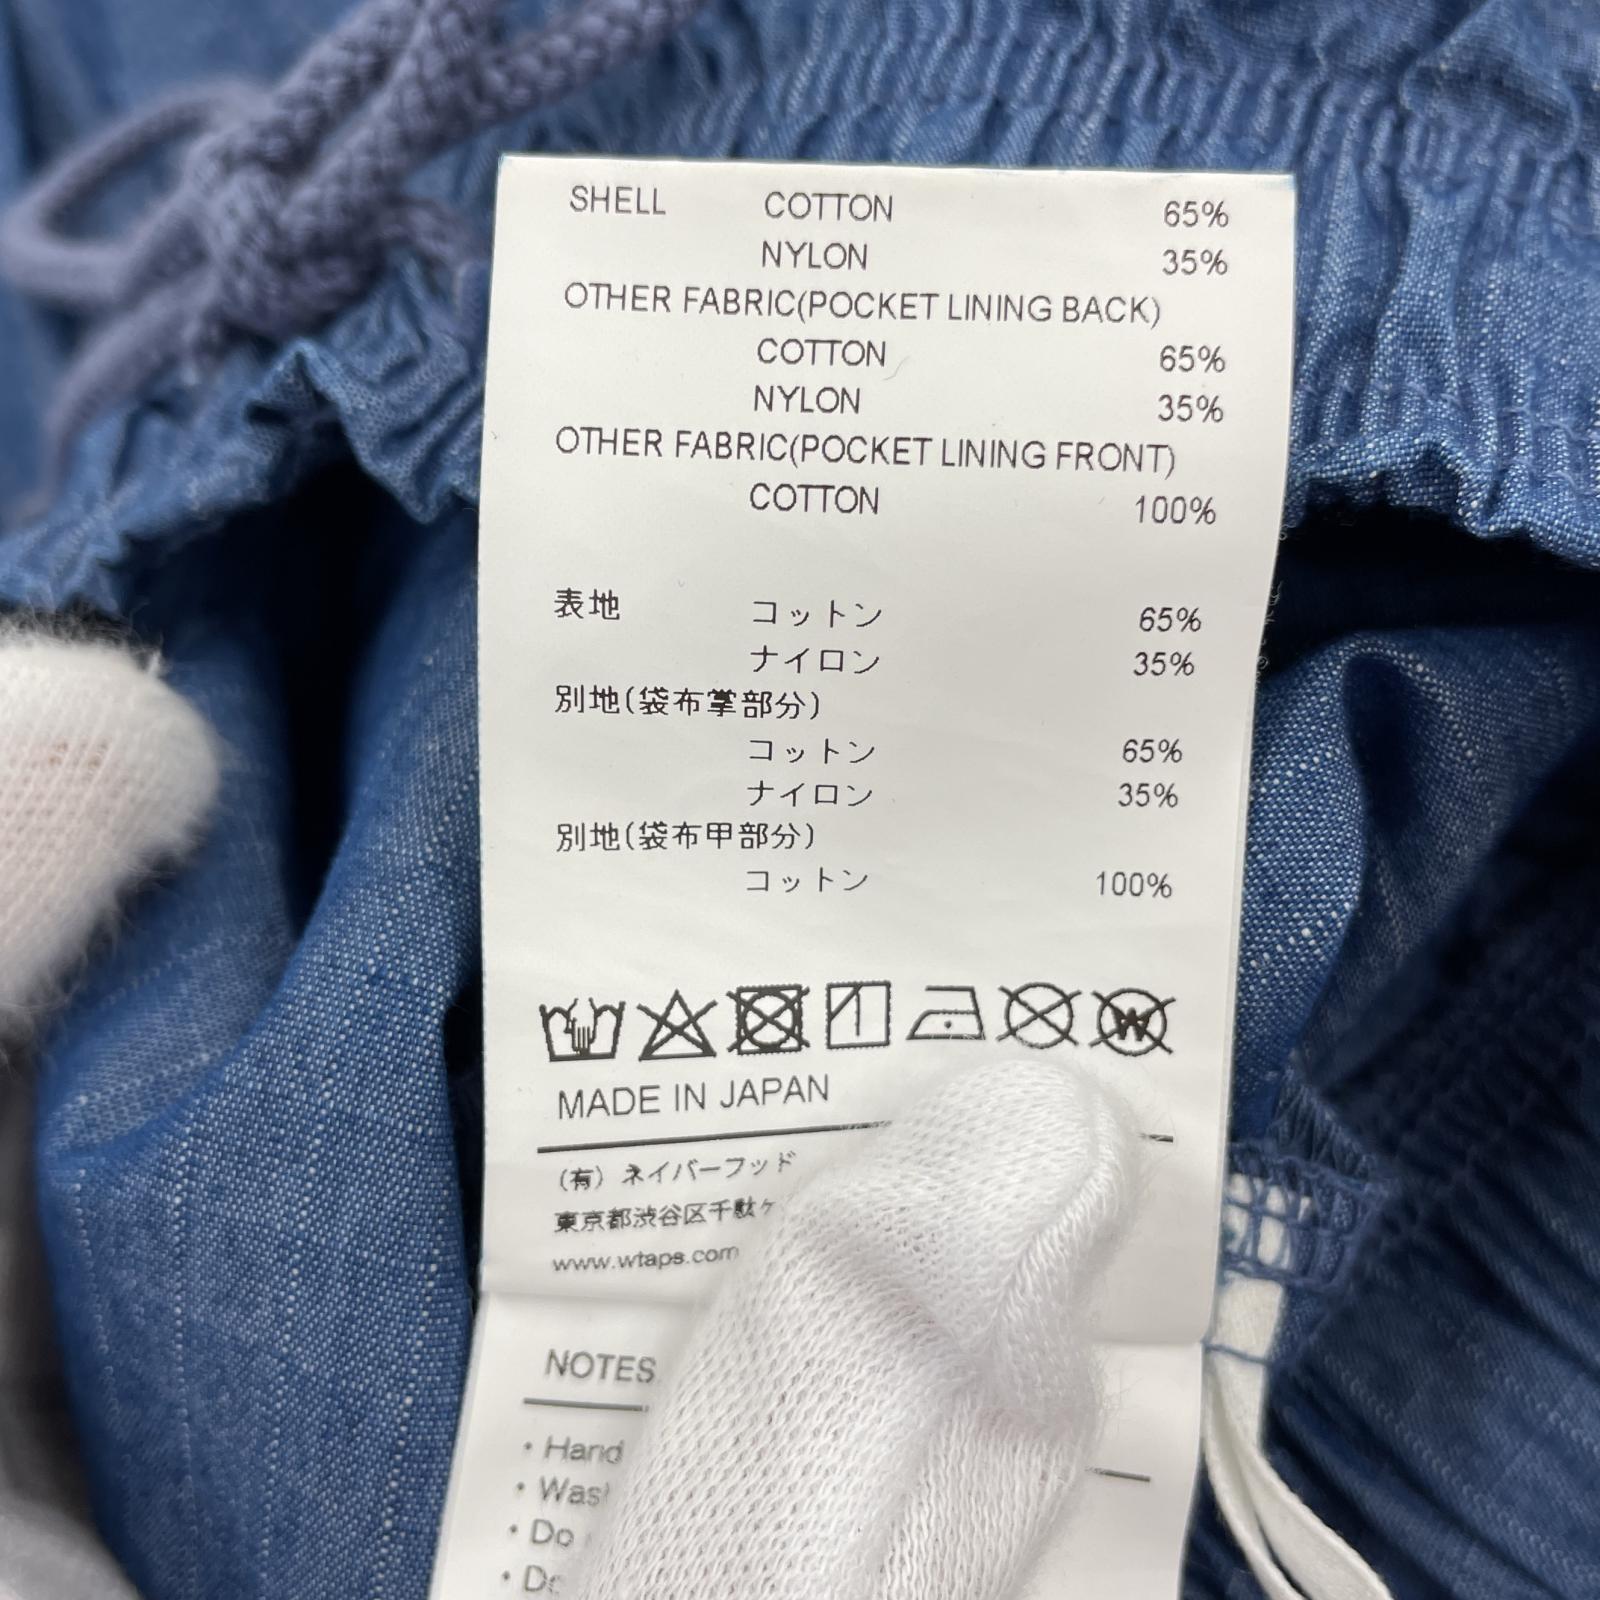 SHELL COTTON 65%
NYLON 35%
OTHER FABRIC(POCKET LINING BACK)
COTTON 65%
NYLON 35%
OTHER FABRIC(POCKET LINING FRONT)
COTTON 100%
表地 コットン 65%
ナイロン 35%
別地(袋布掌部分)
コットン 65%
ナイロン 35%
別地(袋布甲部分)
コットン 100%
W
MADE IN JAPAN
(有) ネイバーフッド
東京都渋谷区千駄ヶ
www.wtaps.com
NOTES
・Hand
・Was
・Do